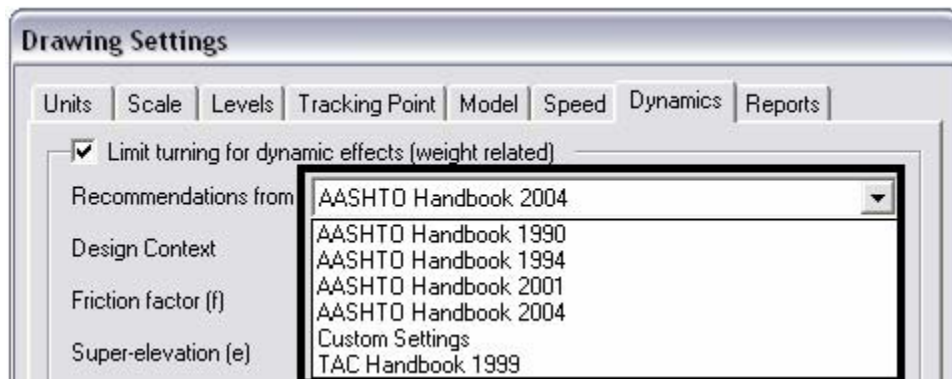 Drawing Settings
Units Scale Levels Tracking Point Model Speed Dynamics Reports
Limit turning for dynamic effects (weight related)
Recommendations from AASHTO Handbook 2004
AASHTO Handbook 1990
Design Context
AASHTO Handbook 1994
AASHTO Handbook 2001
Friction factor (f)
AASHTO Handbook 2004
Custom Settings
Super-elevation (e)
TAC Handbook 1999